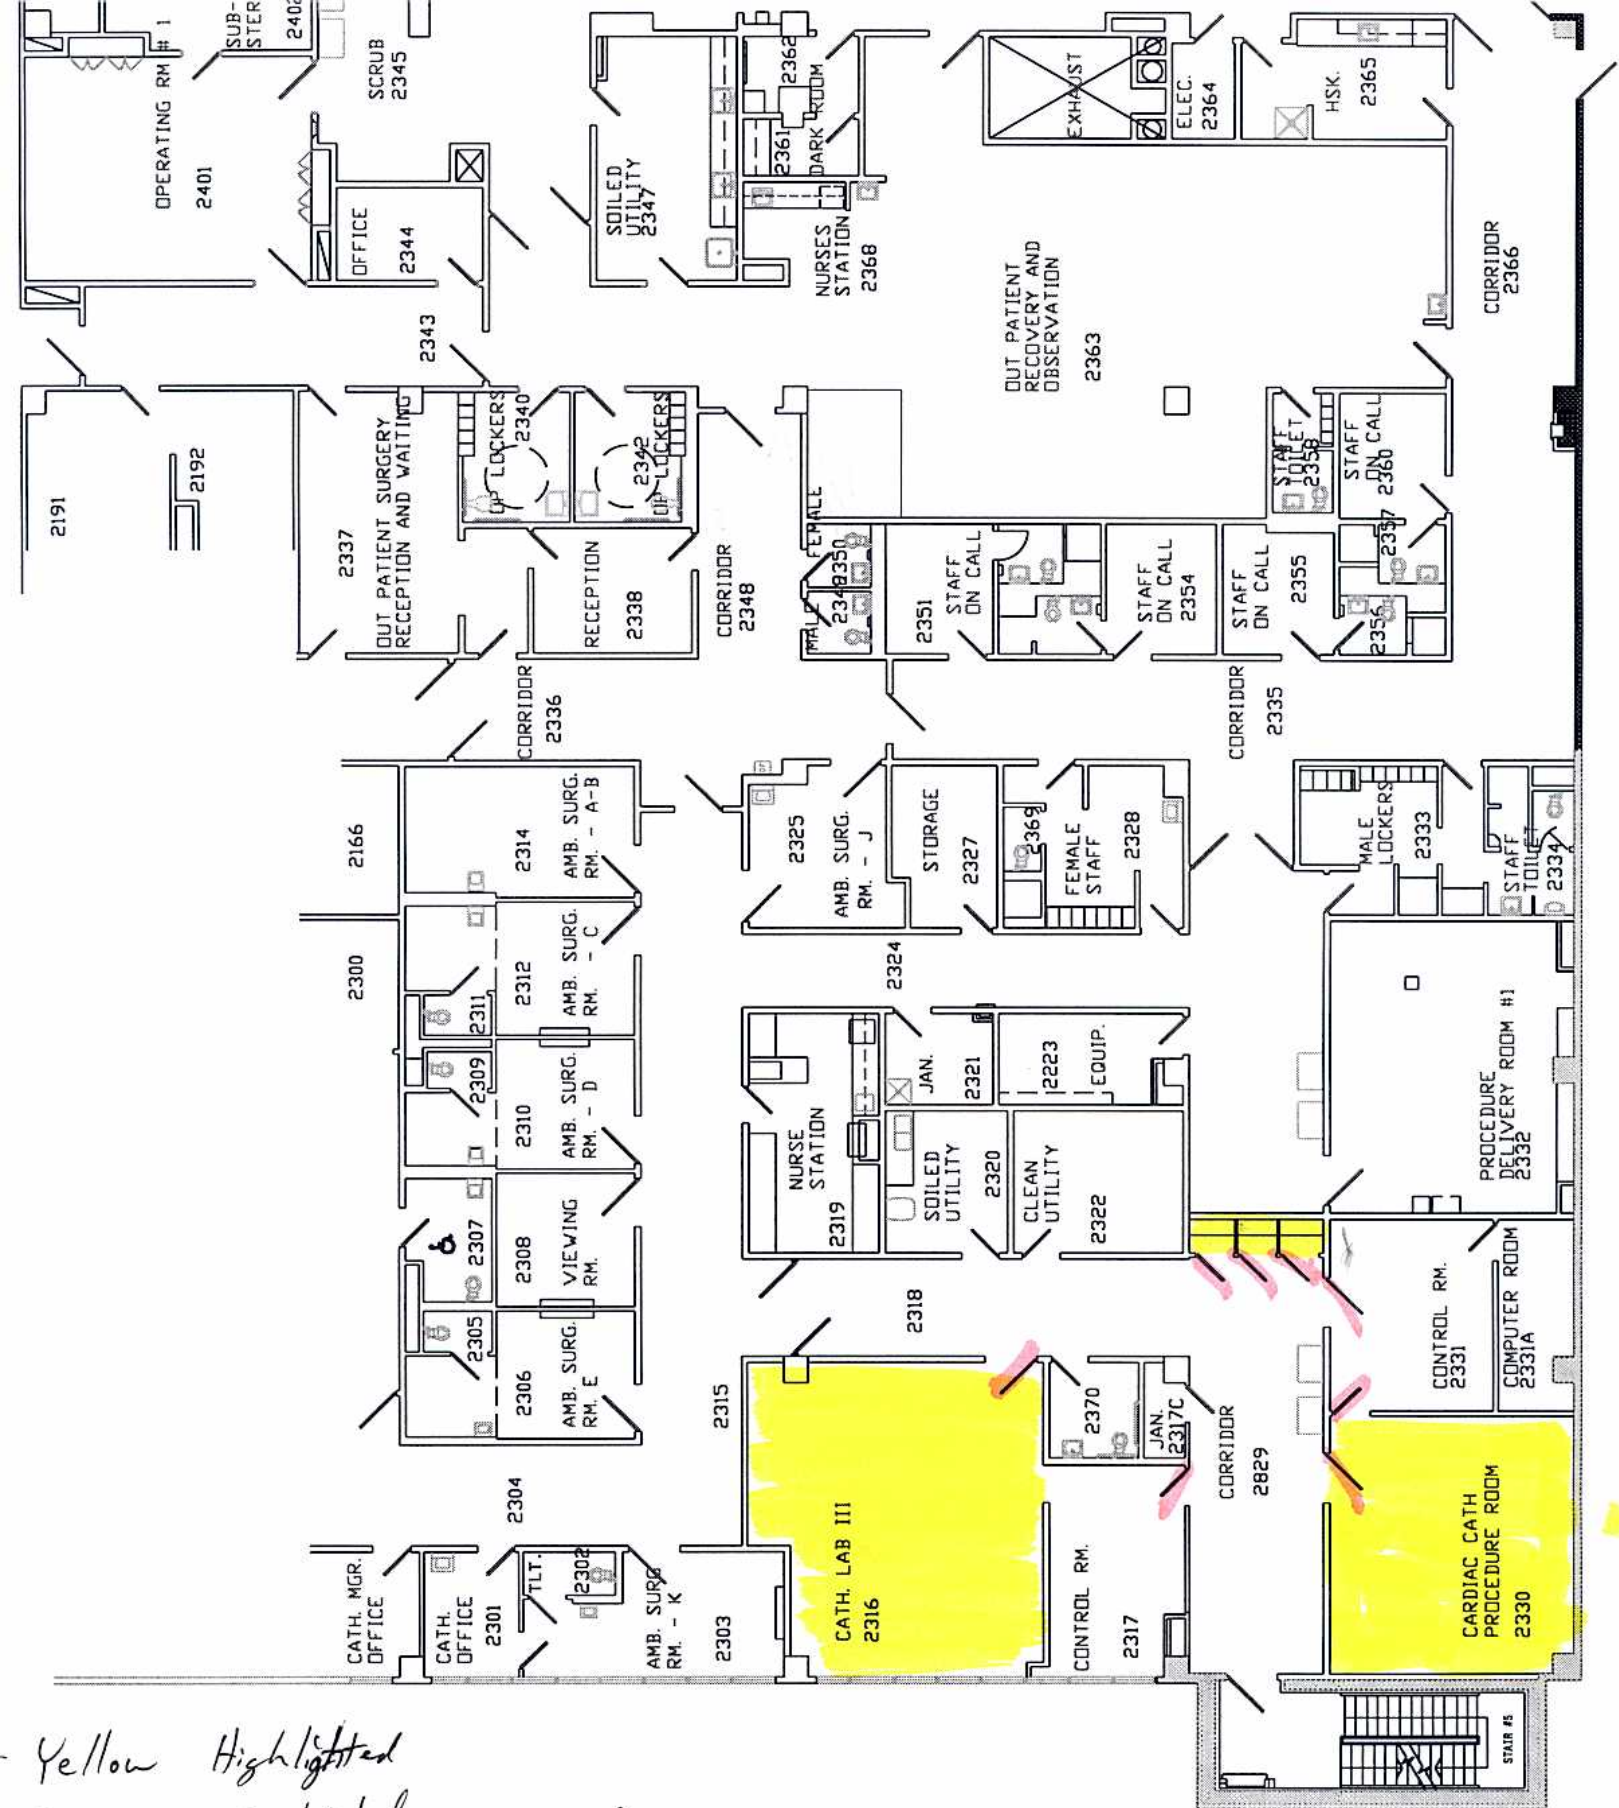 SUB-
STER
2402
OPERATING RM # 1
2401
SCRUB
2345
OFFICE
2344
2343
SOILED
UTILITY
2347
2362
DARK ROOM
2361
NURSES
STATION
2368
EXHAUST
ELEC.
2364
HSK.
2365
OUT PATIENT
RECOVERY AND
OBSERVATION
2363
CORRIDOR
2366
2191
2192
OUT PATIENT SURGERY
RECEPTION AND WAITING
2337
OP LOCKERS
2340
2342
OP LOCKERS
RECEPTION
2338
CORRIDOR
2348
FEMALE
2350
MALE
2349
2351
STAFF
ON CALL
STAFF
ON CALL
2354
STAFF
ON CALL
2355
STAFF
TOILET
2358
STAFF
ON CALL
2360
2357
2356
CORRIDOR
2336
CORRIDOR
2335
2166
2314
AMB. SURG.
RM. - A-B
2325
AMB. SURG.
RM. - J
STORAGE
2327
2369
FEMALE
STAFF
2328
MALE
LOCKERS
2333
STAFF
TOILET
2334
2300
2311
2312
AMB. SURG.
RM. - C
2324
2309
2310
AMB. SURG.
RM. - D
NURSE
STATION
2319
JAN.
2321
2223
EQUIP.
SOILED
UTILITY
2320
CLEAN
UTILITY
2322
PROCEDURE
DELIVERY ROOM #1
2332
2307
2308
VIEWING
RM.
2305
2306
AMB. SURG.
RM. E
2318
2315
2370
JAN.
2317C
CONTROL RM.
2331
COMPUTER ROOM
2331A
CORRIDOR
2829
2304
CATH. MGR.
OFFICE
CATH.
OFFICE
2301
TLT.
2302
AMB. SURG
RM. - K
2303
CATH. LAB III
2316
CONTROL RM.
2317
CARDIAC CATH
PROCEDURE ROOM
2330
STAIR #5
- Yellow Highlighted